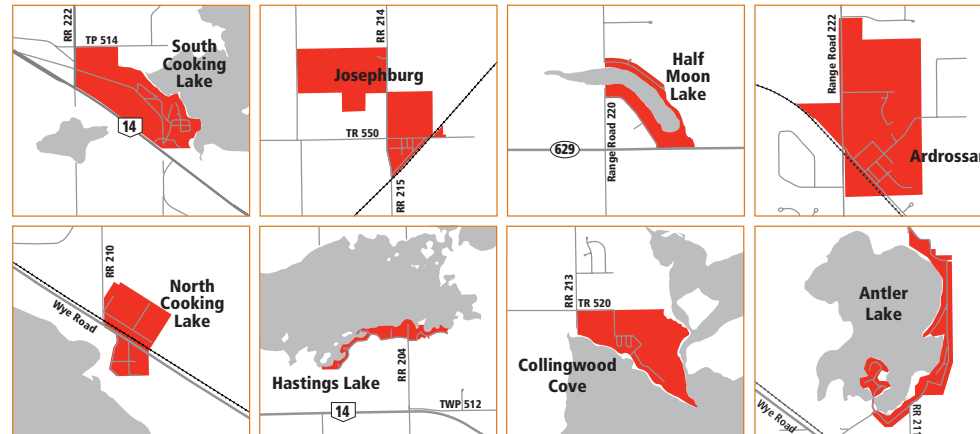 RR 222
TP 514
South
Cooking
Lake
14
RR 214
Josephburg
TR 550
RR 215
Half
Moon
Lake
Range Road 220
629
Range Road 222
Ardrossan
RR 210
North
Cooking
Lake
Wye Road
Hastings Lake
RR 204
14
TWP 512
RR 213
TR 520
Collingwood
Cove
Antler
Lake
Wye Road
RR 211